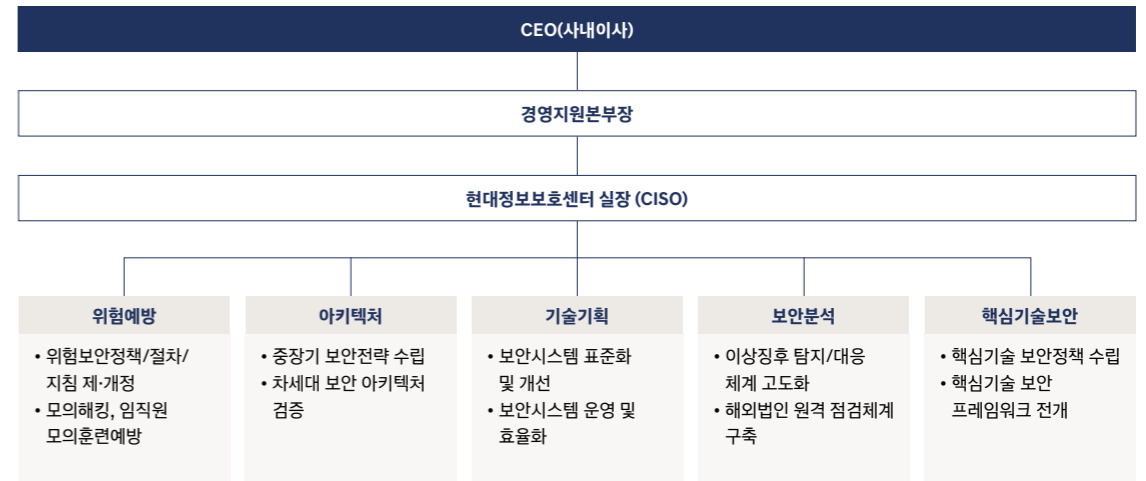 CEO(사내이사)
경영지원본부장
현대정보보호센터 실장 (CISO)
위험예방
• 위험보안정책/절차/
지침 제·개정
• 모의해킹, 임직원
모의훈련예방
아키텍처
• 중장기 보안전략 수립
• 차세대 보안 아키텍처
검증
기술기획
• 보안시스템 표준화
및 개선
• 보안시스템 운영 및
효율화
보안분석
• 이상징후 탐지/대응
체계 고도화
• 해외법인 원격 점검체계
구축
핵심기술보안
• 핵심기술 보안정책 수립
• 핵심기술 보안
프레임워크 전개